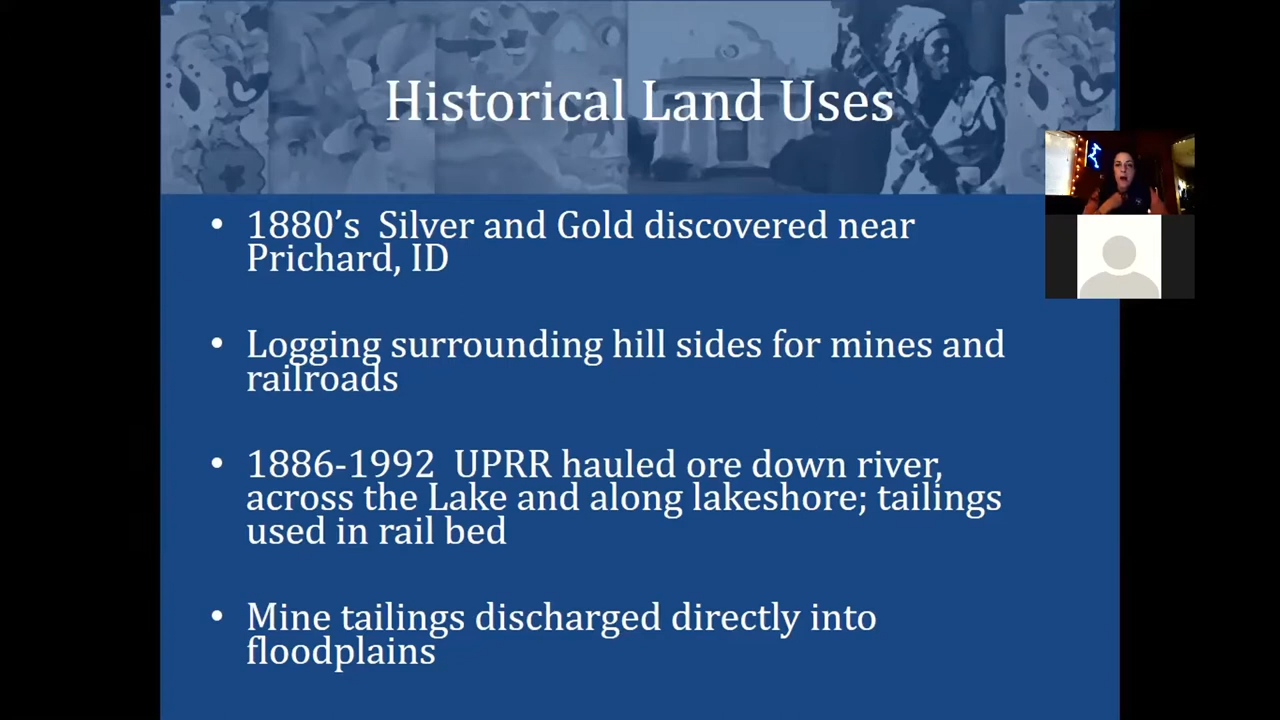 Historical Land Uses
• 1880’s  Silver and Gold discovered near
Prichard, ID
• Logging surrounding hill sides for mines and
railroads
• 1886-1992  UPRR hauled ore down river,
across the Lake and along lakeshore; tailings
used in rail bed
• Mine tailings discharged directly into
floodplains